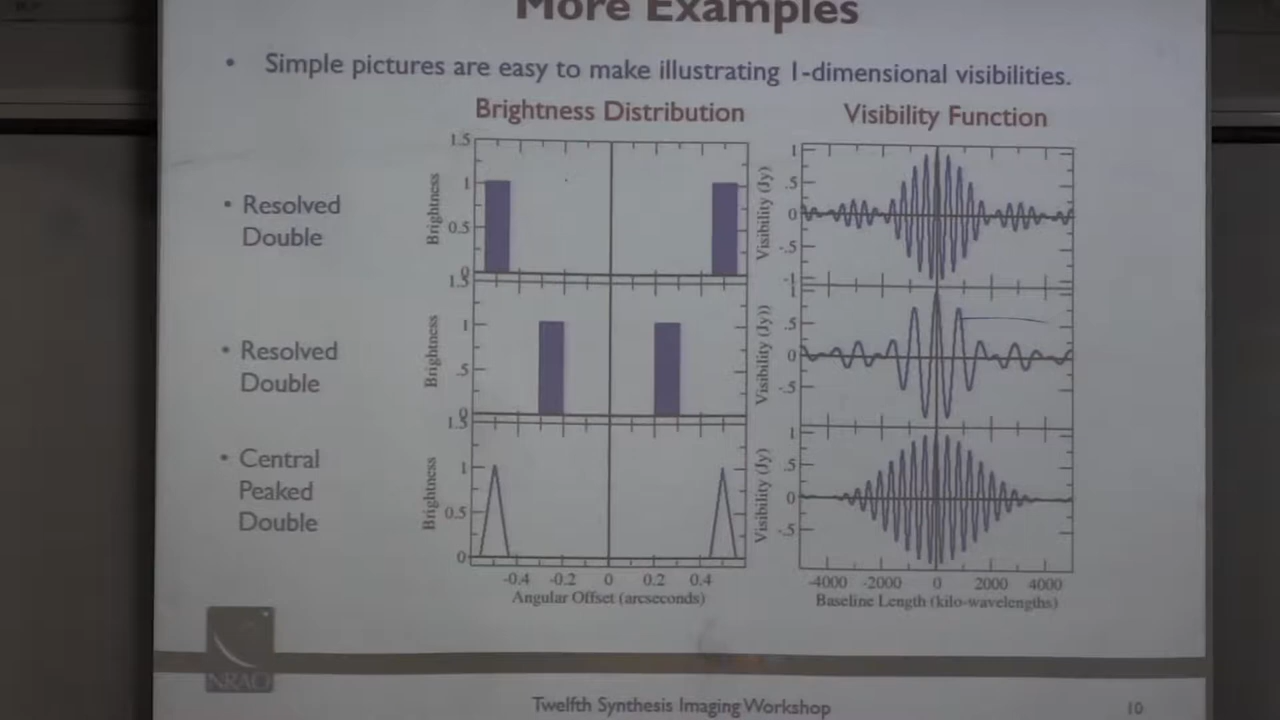 More Examples
• Simple pictures are easy to make illustrating 1-dimensional visibilities.
Brightness Distribution
Visibility Function
• Resolved
Double
1.5
1
0.5
0
Brightness
1
.5
0
-.5
-1
Visibility (Jy)
• Resolved
Double
1.5
1
.5
0
Brightness
1
.5
0
-.5
Visibility (Jy))
• Central
Peaked
Double
1.5
1
0.5
0
Brightness
-0.4 -0.2 0 0.2 0.4
Angular Offset (arcseconds)
1
.5
0
-.5
Visibility (Jy)
-4000 -2000 0 2000 4000
Baseline Length (kilo-wavelengths)
NRAO
Twelfth Synthesis Imaging Workshop
10